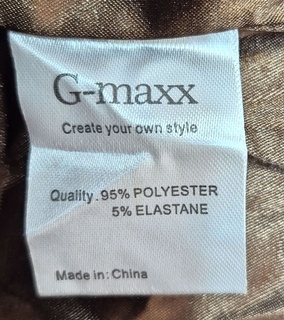 G-maxx
Create your own style
Quality.95% POLYESTER
5% ELASTANE
Made in: China